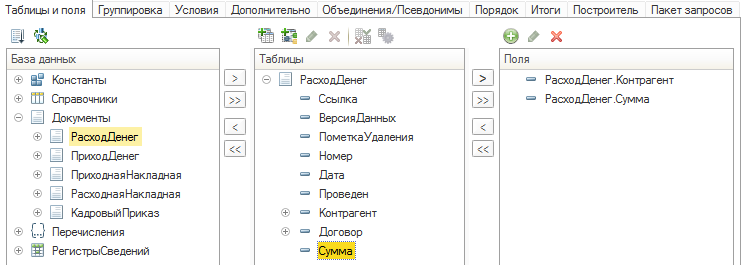 Таблицы и поля Группировка Условия Дополнительно Объединения/Псевдонимы Порядок Итоги Построитель Пакет запросов
База данных
Константы
Справочники
Документы
РасходДенег
ПриходДенег
ПриходнаяНакладная
РасходнаяНакладная
КадровыйПриказ
Перечисления
РегистрыСведений
>
>>
<
<<
Таблицы
РасходДенег
Ссылка
ВерсияДанных
ПометкаУдаления
Номер
Дата
Проведен
Контрагент
Договор
Сумма
>
>>
<
<<
Поля
РасходДенег.Контрагент
РасходДенег.Сумма